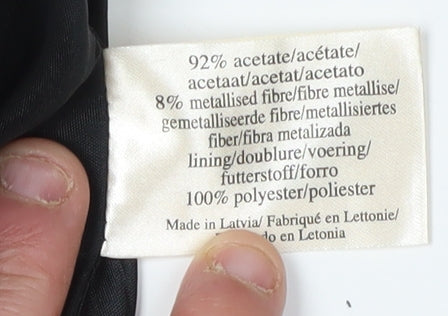 92% acetate/acétate/
acetaat/acetat/acetato
8% metallised fibre/fibre metallise/
gemetalliseerde fibre/metallisiertes
fiber/fibra metalizada
lining/doublure/voering/
futterstoff/forro
100% polyester/poliester
Made in Latvia/ Fabriqué en Lettonie/
en Letonia